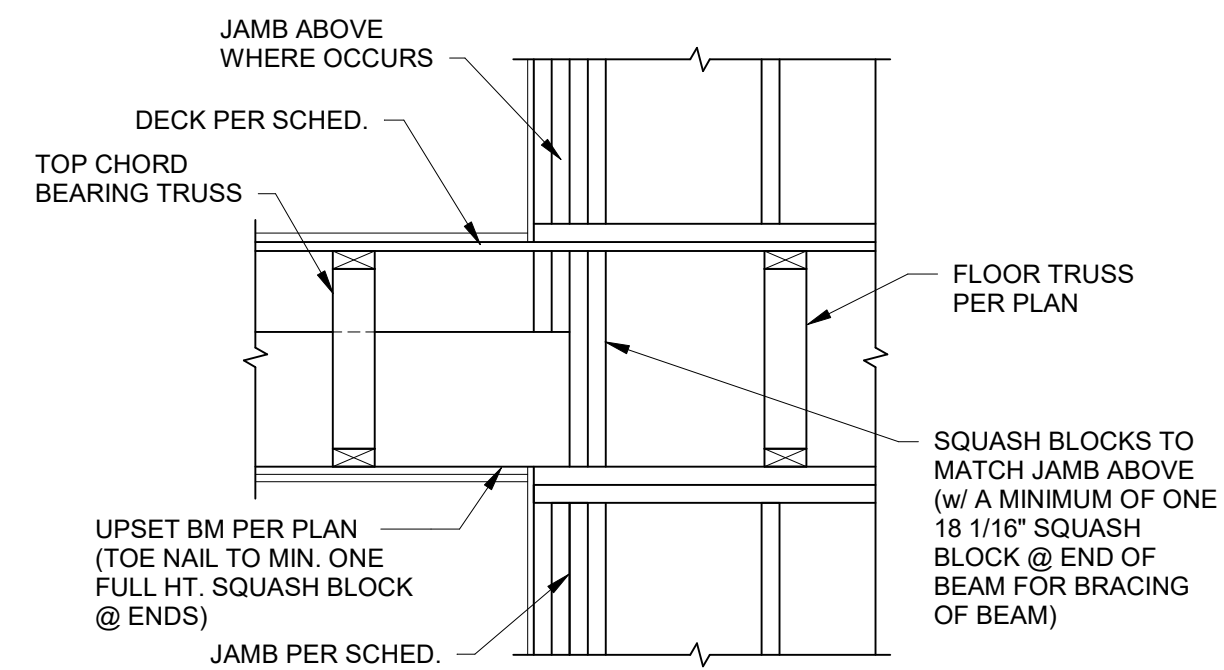 JAMB ABOVE
WHERE OCCURS
DECK PER SCHED.
TOP CHORD
BEARING TRUSS
FLOOR TRUSS
PER PLAN
SQUASH BLOCKS TO
MATCH JAMB ABOVE
(w/ A MINIMUM OF ONE
18 1/16" SQUASH
BLOCK @ END OF
BEAM FOR BRACING
OF BEAM)
UPSET BM PER PLAN
(TOE NAIL TO MIN. ONE
FULL HT. SQUASH BLOCK
@ ENDS)
JAMB PER SCHED.